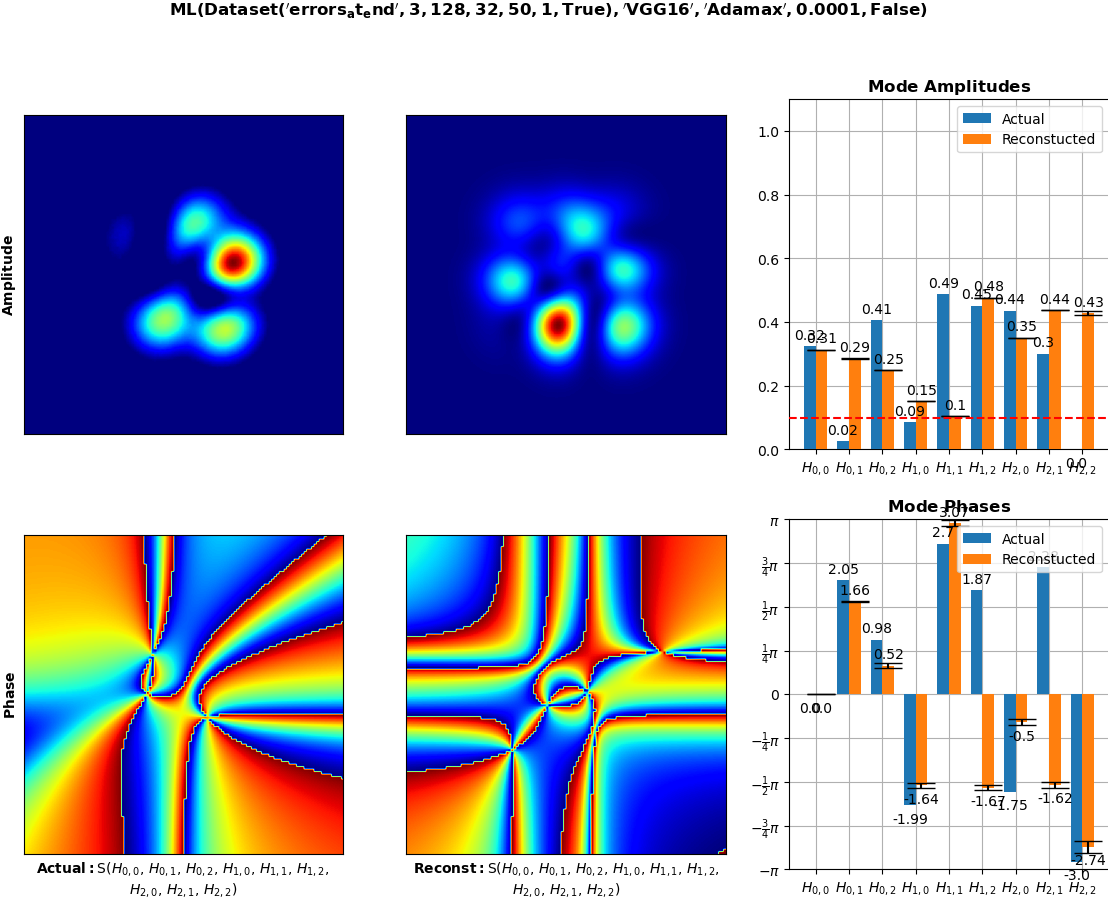 ML(Dataset('errors_at_end', 3, 128, 32, 50, 1, True), 'VGG16', 'Adamax', 0.0001, False)
Amplitude
Mode Amplitudes
Actual
Reconstucted
1.0
0.8
0.6
0.4
0.2
0.0
0.32 0.02 0.41 0.09 0.49 0.45 0.44 0.3 0.0
0.31 0.29 0.25 0.15 0.1 0.48 0.35 0.44 0.43
H0,0 H0,1 H0,2 H1,0 H1,1 H1,2 H2,0 H2,1 H2,2
Phase
Actual: S(H0,0, H0,1, H0,2, H1,0, H1,1, H1,2,
H2,0, H2,1, H2,2)
Reconst: S(H0,0, H0,1, H0,2, H1,0, H1,1, H1,2,
H2,0, H2,1, H2,2)
Mode Phases
Actual
Reconstucted
π
3/4π
1/2π
1/4π
0
−1/4π
−1/2π
−3/4π
−π
0.0 2.05 0.98 -1.99 1.87 -1.75 -3.0
0.0 1.66 0.52 -1.64 3.07 -1.67 -0.5 -1.62 -2.74
H0,0 H0,1 H0,2 H1,0 H1,1 H1,2 H2,0 H2,1 H2,2